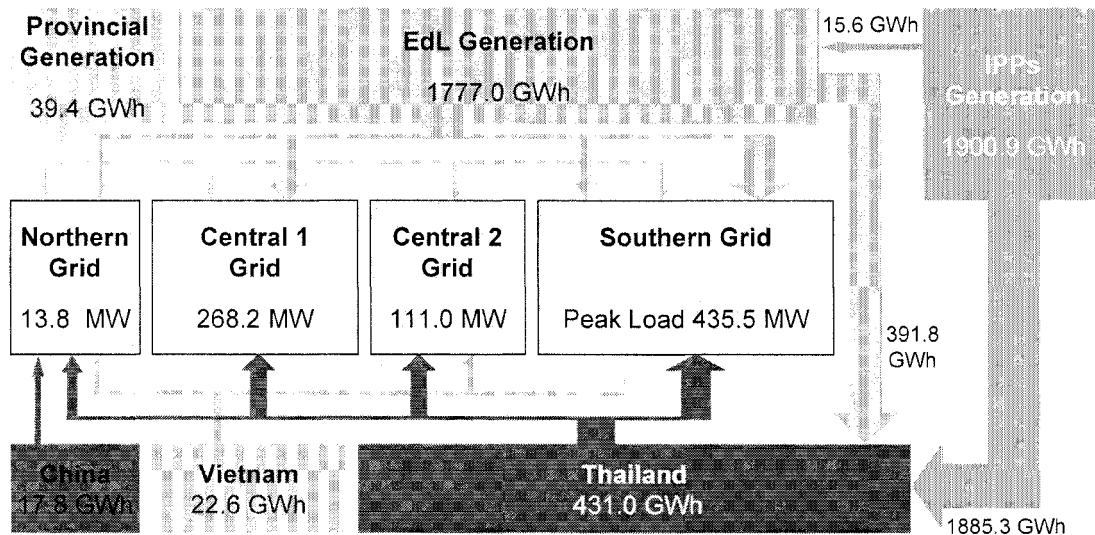 Provincial
Generation
39.4 GWh
EdL Generation
1777.0 GWh
15.6 GWh
IPPs
Generation
1900.9 GWh
Northern
Grid
13.8 MW
Central 1
Grid
268.2 MW
Central 2
Grid
111.0 MW
Southern Grid
Peak Load 435.5 MW
391.8
GWh
China
17.8 GWh
Vietnam
22.6 GWh
Thailand
431.0 GWh
1885.3 GWh